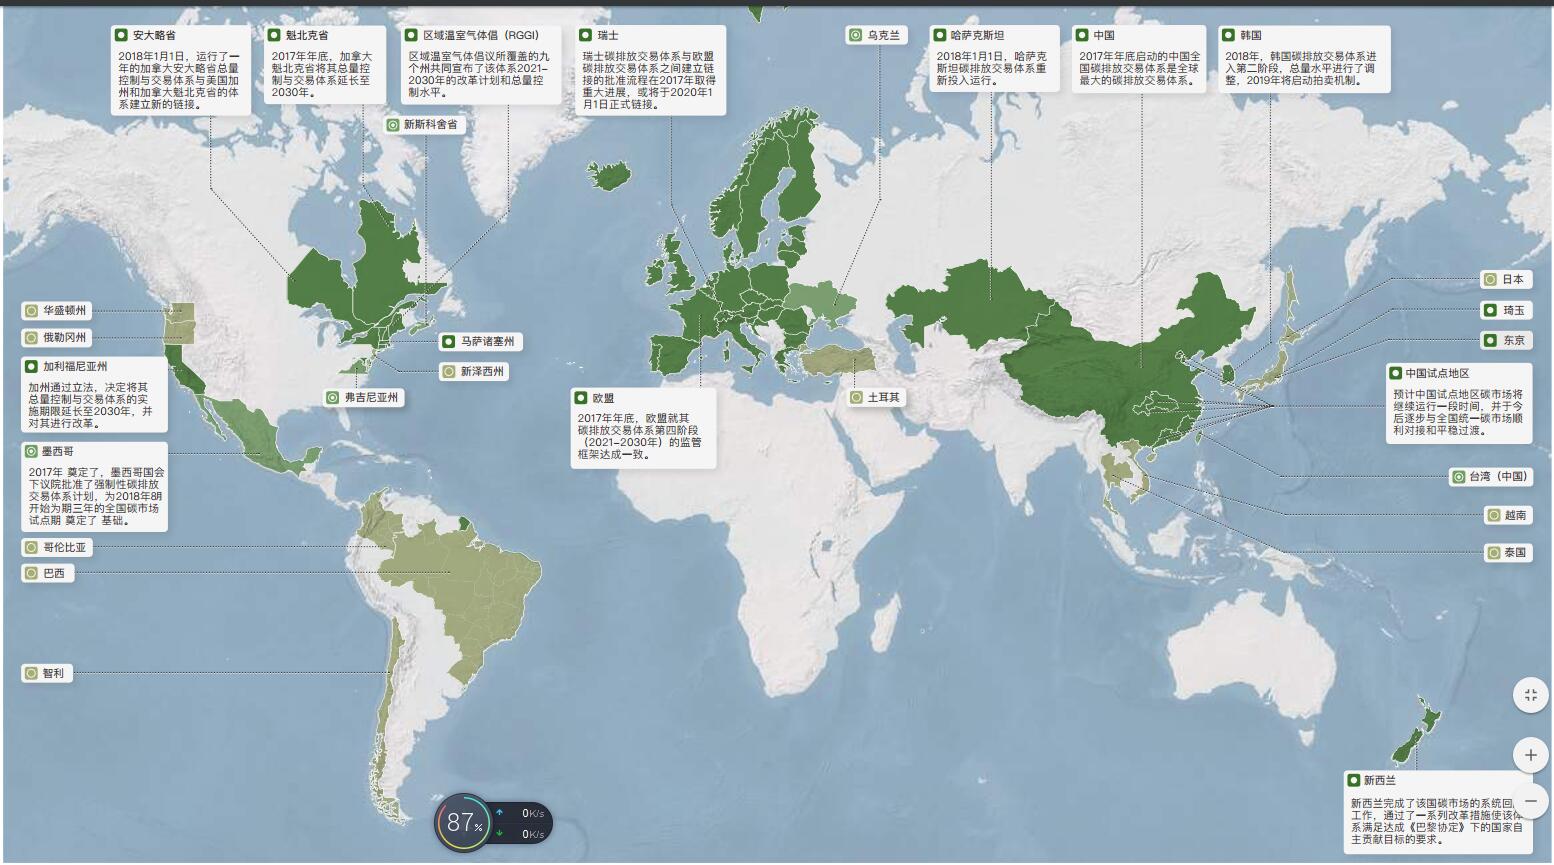 安大略省
2018年1月1日，运行了一
年的加拿大安大略省总量
控制与交易体系与美国加
州和加拿大魁北克省的体
系建立新的链接。
魁北克省
2017年年底，加拿大
魁北克省将其总量控
制与交易体系延长至
2030年。
区域温室气体倡（RGGI）
区域温室气体倡议所覆盖的九
个州共同宣布了该体系2021-
2030年的改革计划和总量控
制水平。
新斯科舍省
瑞士
瑞士碳排放交易体系与欧盟
碳排放交易体系之间建立链
接的批准流程在2017年取得
重大进展，或将于2020年1
月1日正式链接。
乌克兰
哈萨克斯坦
2018年1月1日，哈萨克
斯坦碳排放交易体系重
新投入运行。
中国
2017年年底启动的中国全
国碳排放交易体系是全球
最大的碳排放交易体系。
韩国
2018年，韩国碳排放交易体系进
入第二阶段，总量水平进行了调
整，2019年将启动拍卖机制。
华盛顿州
俄勒冈州
加利福尼亚州
加州通过立法，决定将其
总量控制与交易体系的实
施期限延长至2030年，并
对其进行改革。
墨西哥
2017年 奠定了，墨西哥国会
下议院批准了强制性碳排放
交易体系计划，为2018年8月
开始为期三年的全国碳市场
试点期 奠定了 基础。
哥伦比亚
巴西
智利
马萨诸塞州
新泽西州
弗吉尼亚州
欧盟
2017年年底，欧盟就其
碳排放交易体系第四阶段
（2021-2030年）的监管
框架达成一致。
土耳其
日本
琦玉
东京
中国试点地区
预计中国试点地区碳市场将
继续运行一段时间，并于今
后逐步与全国统一碳市场顺
利对接和平稳过渡。
台湾（中国）
越南
泰国
新西兰
新西兰完成了该国碳市场的系统回
工作，通过了一系列改革措施使该体
系满足达成《巴黎协定》下的国家自
主贡献目标的要求。
87%
0K/s
0K/s